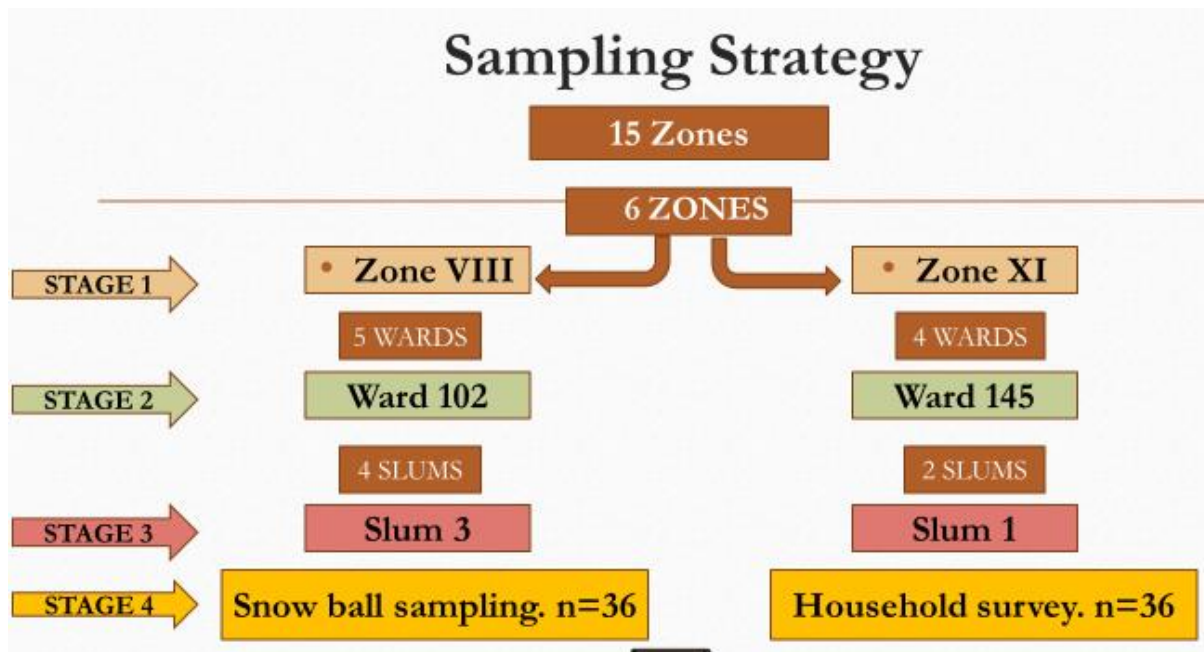 Sampling Strategy
15 Zones
6 ZONES
STAGE 1
• Zone VIII
• Zone XI
5 WARDS
4 WARDS
STAGE 2
Ward 102
Ward 145
4 SLUMS
2 SLUMS
STAGE 3
Slum 3
Slum 1
STAGE 4
Snow ball sampling. n=36
Household survey. n=36